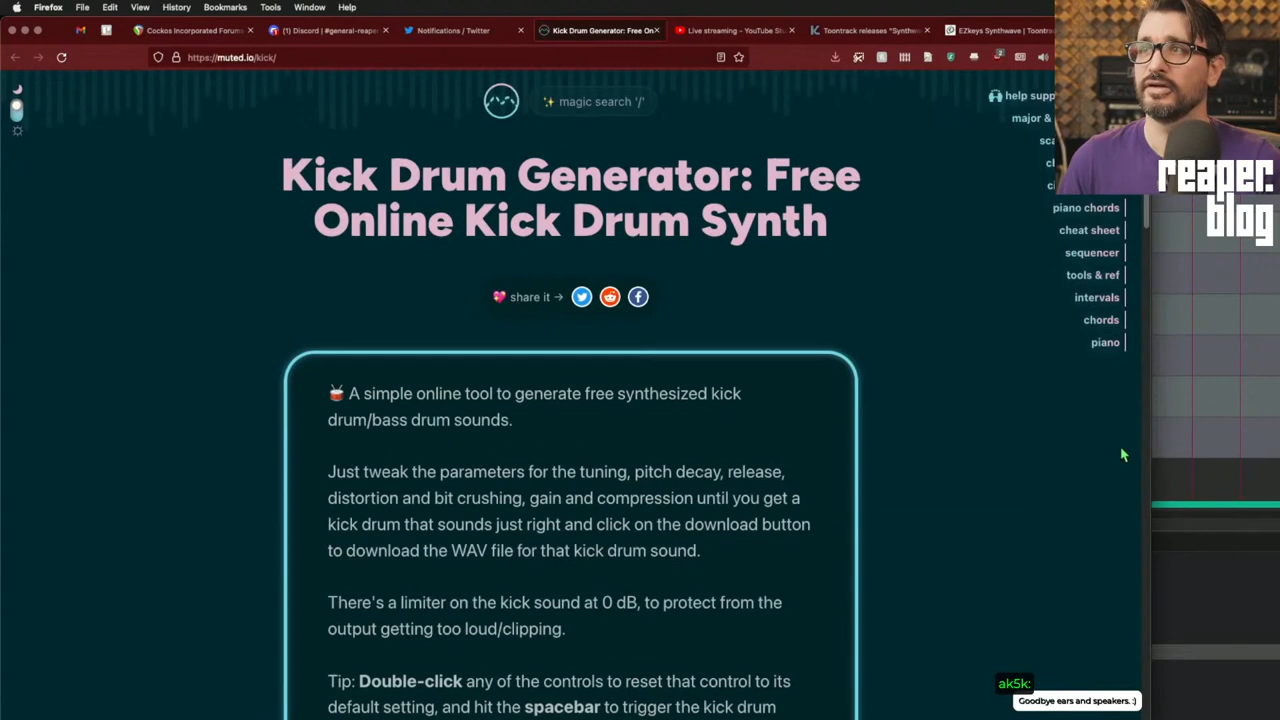 Firefox File Edit View History Bookmarks Tools Window Help
Cockos Incorporated Forums
(1) Discord | #general-reaper
Notifications / Twitter
Kick Drum Generator: Free On
Live streaming - YouTube Stu
Toontrack releases "Synthwa
EZkeys Synthwave | Toontrac
https://muted.io/kick/
✨ magic search '/'
help supp
major &
sca
piano chords
cheat sheet
sequencer
tools & ref
intervals
chords
piano
reaper.
blog
Kick Drum Generator: Free
Online Kick Drum Synth
💖 share it →
🥁 A simple online tool to generate free synthesized kick
drum/bass drum sounds.
Just tweak the parameters for the tuning, pitch decay, release,
distortion and bit crushing, gain and compression until you get a
kick drum that sounds just right and click on the download button
to download the WAV file for that kick drum sound.
There's a limiter on the kick sound at 0 dB, to protect from the
output getting too loud/clipping.
Tip: Double-click any of the controls to reset that control to its
default setting, and hit the spacebar to trigger the kick drum
ak5k:
Goodbye ears and speakers. :)